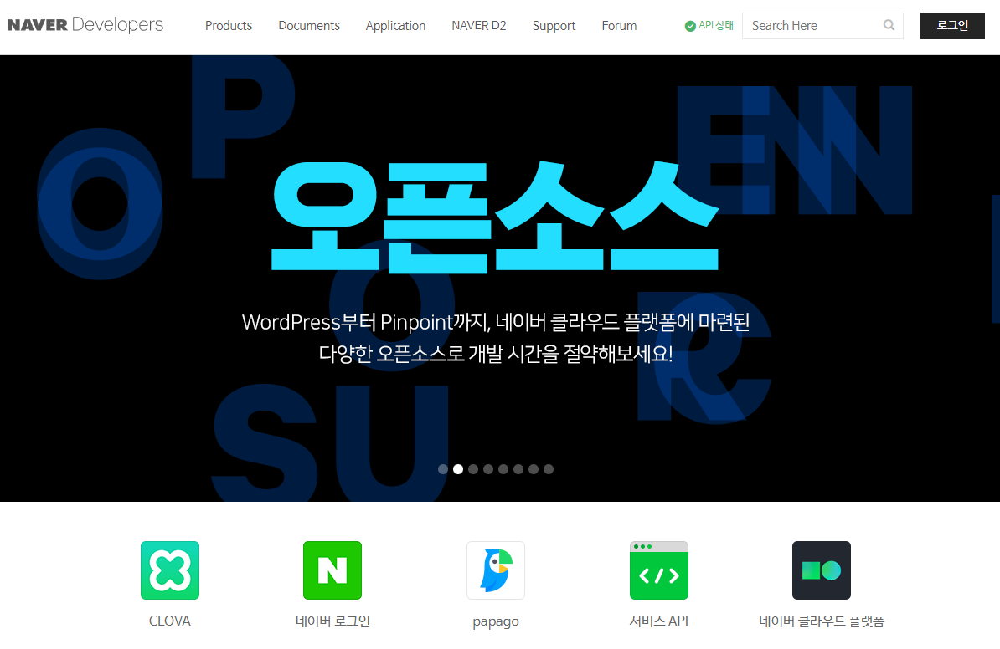 NAVER Developers
Products Documents Application NAVER D2 Support Forum
API 상태
Search Here
로그인
OPEN
SOURC
오픈소스
WordPress부터 Pinpoint까지, 네이버 클라우드 플랫폼에 마련된
다양한 오픈소스로 개발 시간을 절약해보세요!
N
</>
CLOVA 네이버 로그인 papago 서비스 API 네이버 클라우드 플랫폼